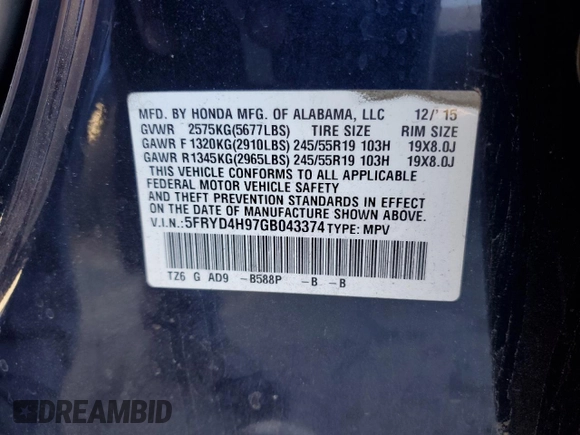 MFD. BY HONDA MFG. OF ALABAMA, LLC 12/'15
GVWR 2575KG(5677LBS) TIRE SIZE RIM SIZE
GAWR F 1320KG(2910LBS) 245/55R19 103H 19X8.0J
GAWR R1345KG(2965LBS) 245/55R19 103H 19X8.0J
THIS VEHICLE CONFORMS TO ALL APPLICABLE
FEDERAL MOTOR VEHICLE SAFETY
AND THEFT PREVENTION STANDARDS IN EFFECT
ON THE DATE OF MANUFACTURE SHOWN ABOVE.
V.I.N.: 5FRYD4H97GB043374 TYPE: MPV
TZ6 G AD9 -B588P -B -B
DREAMBID